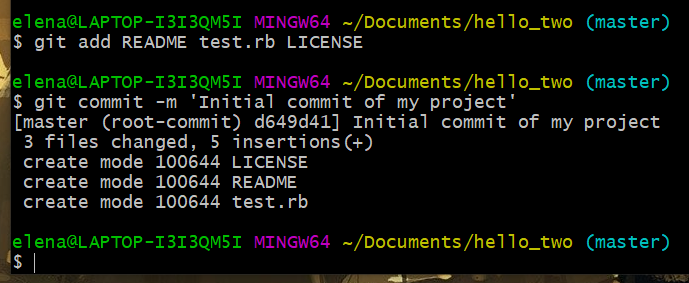 elena@LAPTOP-I3I3QM5I MINGW64 ~/Documents/hello_two (master)
$ git add README test.rb LICENSE
elena@LAPTOP-I3I3QM5I MINGW64 ~/Documents/hello_two (master)
$ git commit -m 'Initial commit of my project'
[master (root-commit) d649d41] Initial commit of my project
 3 files changed, 5 insertions(+)
 create mode 100644 LICENSE
 create mode 100644 README
 create mode 100644 test.rb
elena@LAPTOP-I3I3QM5I MINGW64 ~/Documents/hello_two (master)
$